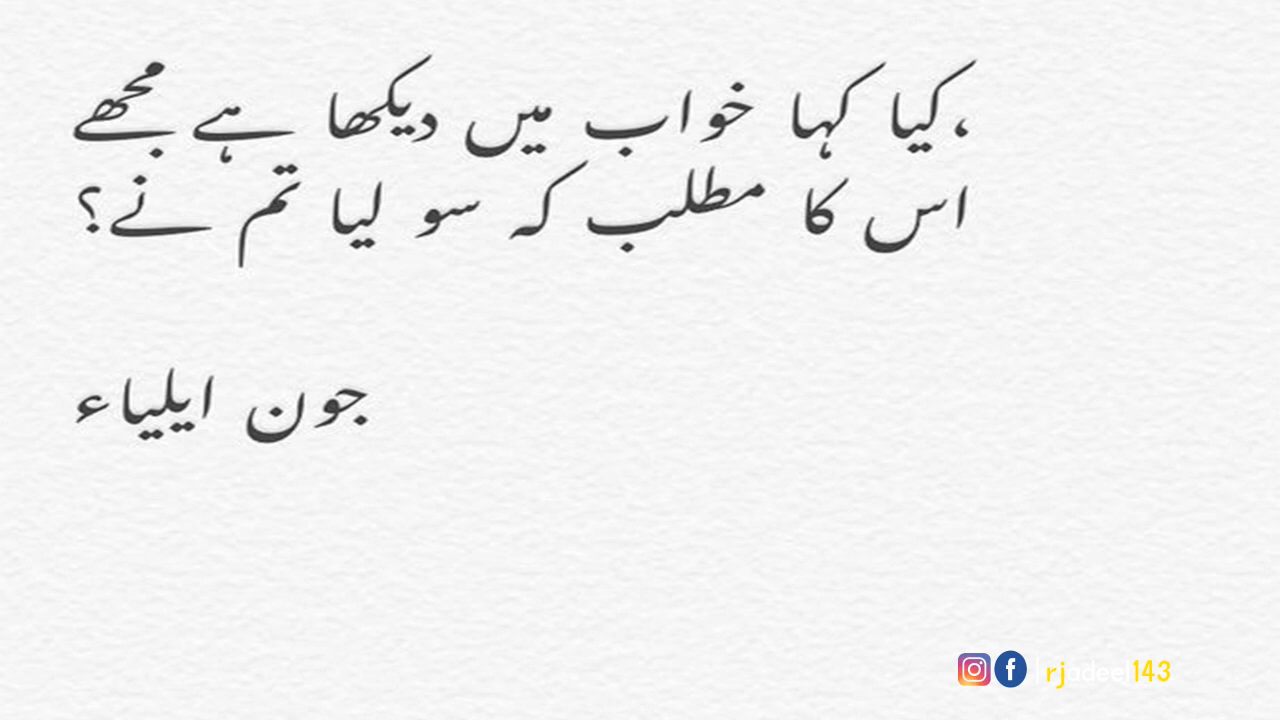 ،کیا کہا خواب میں دیکھا ہے مجھے
اس کا مطلب کہ سو لیا تم نے؟
جون ایلیاء
rjadeel143